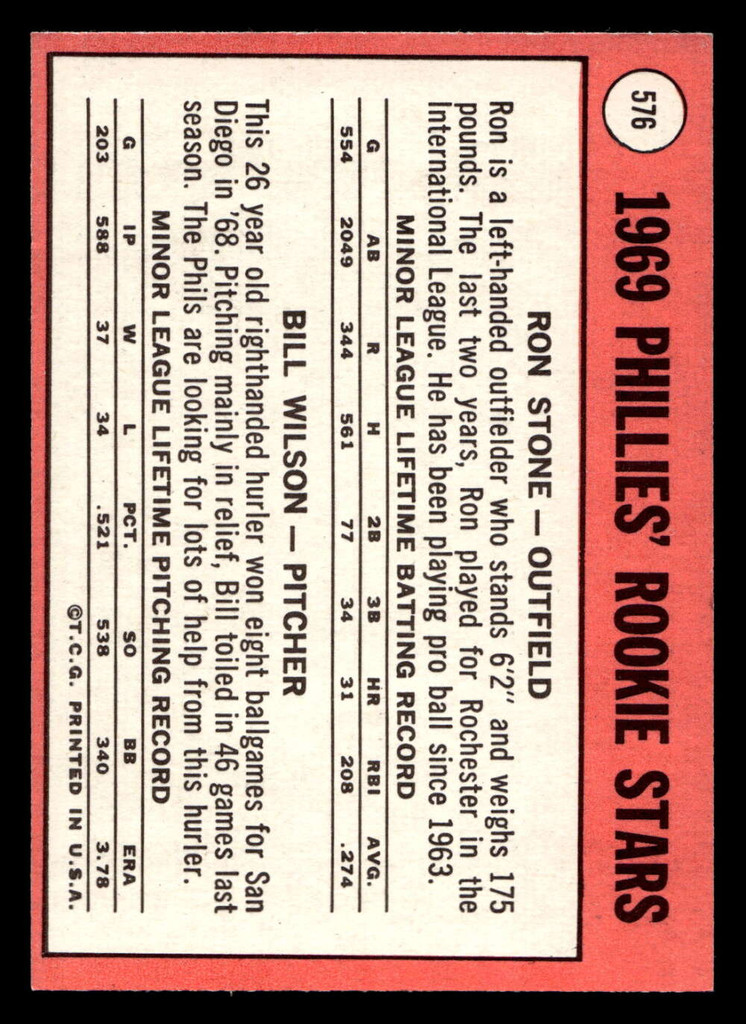 576
1969 PHILLIES' ROOKIE STARS
RON STONE — OUTFIELD
Ron is a left-handed outfielder who stands 6'2" and weighs 175
pounds. The last two years, Ron played for Rochester in the
International League. He has been playing pro ball since 1963.
MINOR LEAGUE LIFETIME BATTING RECORD
G AB R H 2B 3B HR RBI AVG.
554 2049 344 561 77 34 31 208 .274
BILL WILSON — PITCHER
This 26 year old righthanded hurler won eight ballgames for San
Diego in '68. Pitching mainly in relief, Bill toiled in 46 games last
season. The Phils are looking for lots of help from this hurler.
MINOR LEAGUE LIFETIME PITCHING RECORD
G IP W L PCT. SO BB ERA
203 588 37 34 .521 538 340 3.78
©T.C.G. PRINTED IN U.S.A.